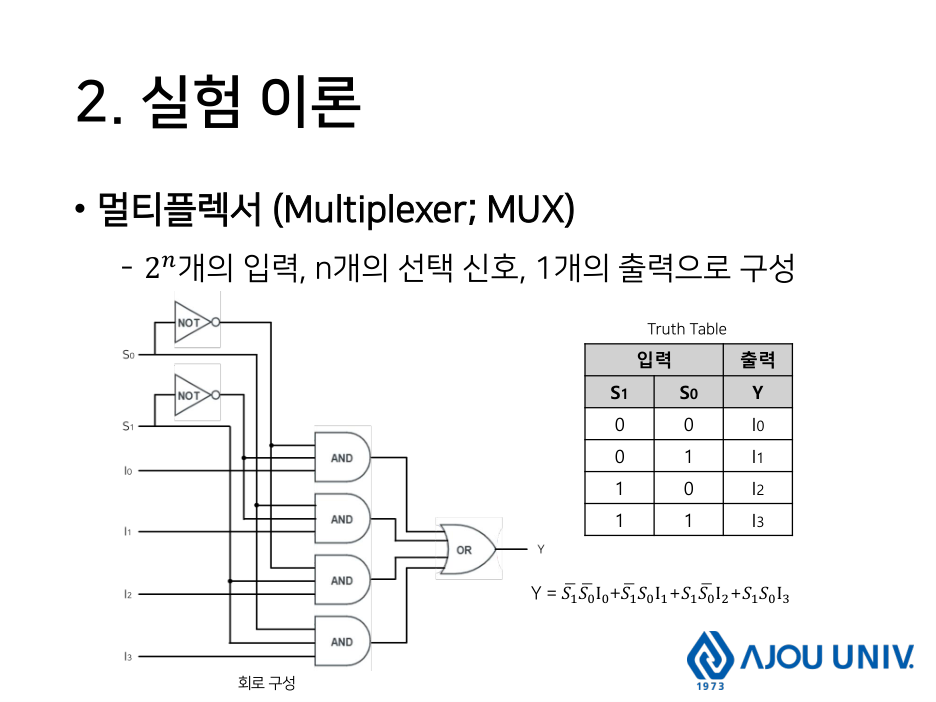 2. 실험 이론
• 멀티플렉서 (Multiplexer; MUX)
- 2ⁿ개의 입력, n개의 선택 신호, 1개의 출력으로 구성
NOT
S0
NOT
S1
I0
AND
I1
AND
I2
AND
I3
AND
OR
Y
회로 구성
Truth Table
입력 출력
S1 S0 Y
0 0 I0
0 1 I1
1 0 I2
1 1 I3
Y = S̅₁S̅₀I₀+S̅₁S₀I₁+S₁S̅₀I₂+S₁S₀I₃
AJOU UNIV.
1973